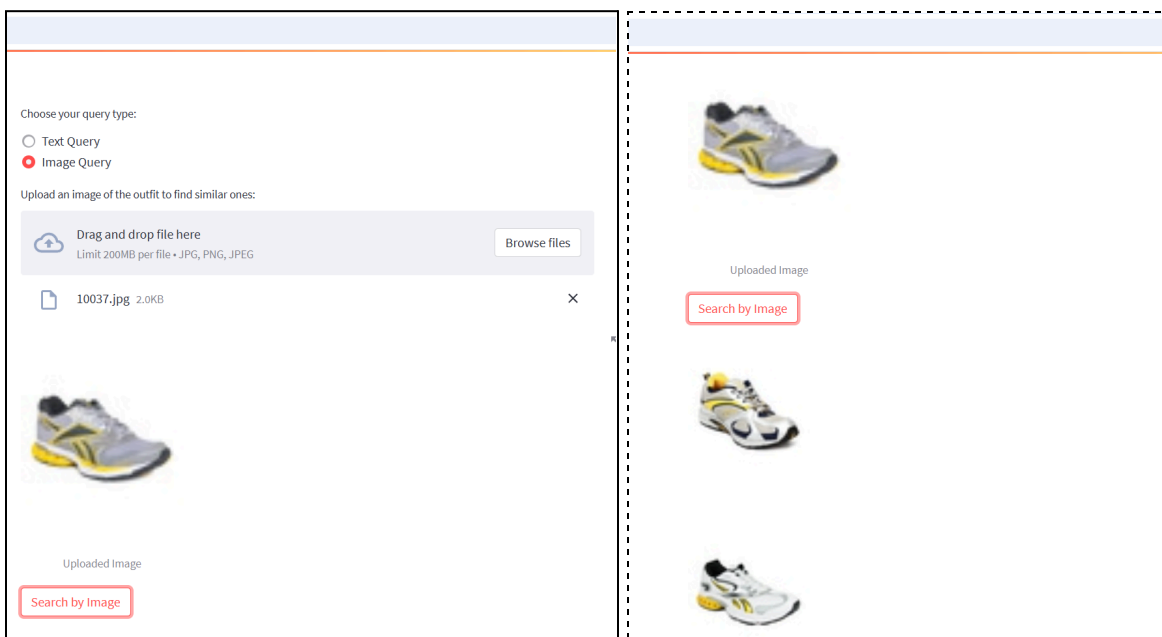 Choose your query type:
Text Query
Image Query
Upload an image of the outfit to find similar ones:
Drag and drop file here
Limit 200MB per file • JPG, PNG, JPEG
Browse files
10037.jpg 2.0KB
Uploaded Image
Search by Image
Uploaded Image
Search by Image